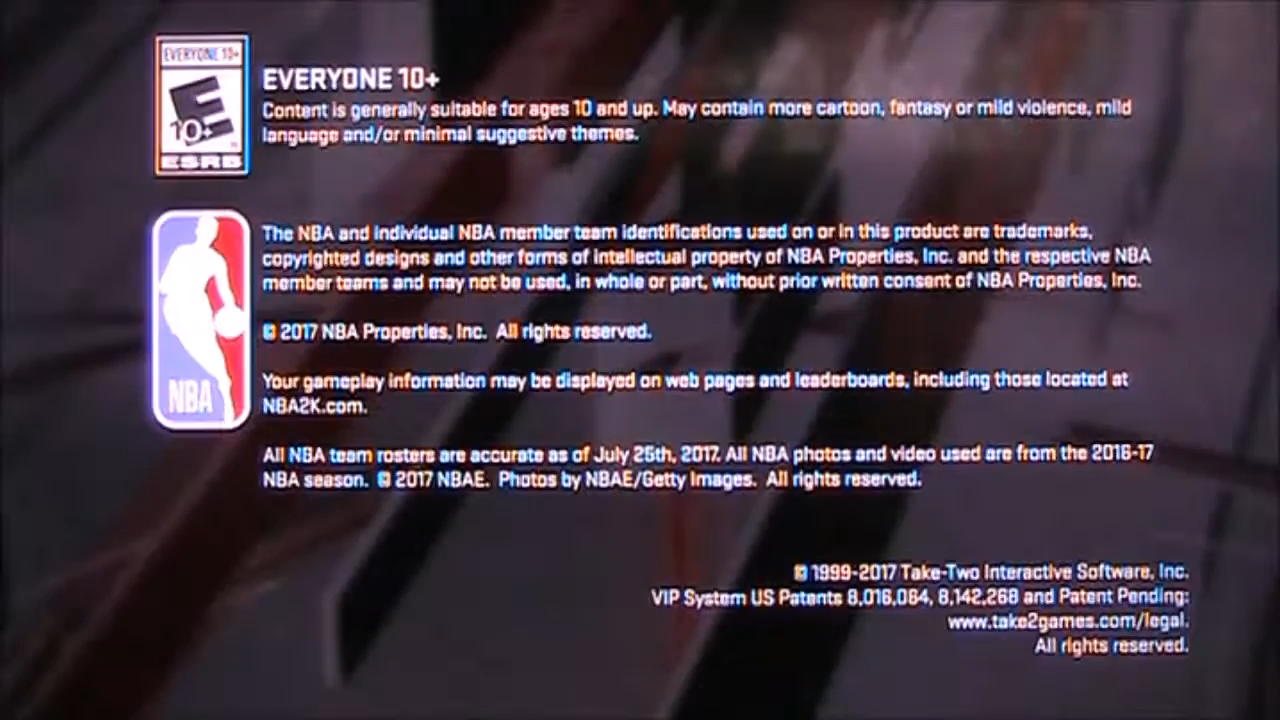 EVERYONE 10+
EVERYONE 10+
Content is generally suitable for ages 10 and up. May contain more cartoon, fantasy or mild violence, mild
language and/or minimal suggestive themes.
10+
ESRB
The NBA and individual NBA member team identifications used on or in this product are trademarks,
copyrighted designs and other forms of intellectual property of NBA Properties, Inc. and the respective NBA
member teams and may not be used, in whole or part, without prior written consent of NBA Properties, Inc.
© 2017 NBA Properties, Inc. All rights reserved.
Your gameplay information may be displayed on web pages and leaderboards, including those located at
NBA2K.com.
NBA
All NBA team rosters are accurate as of July 25th, 2017. All NBA photos and video used are from the 2016-17
NBA season. © 2017 NBAE. Photos by NBAE/Getty Images. All rights reserved.
© 1999-2017 Take-Two Interactive Software, Inc.
VIP System US Patents 8,016,064, 8,142,268 and Patent Pending:
www.take2games.com/legal.
All rights reserved.